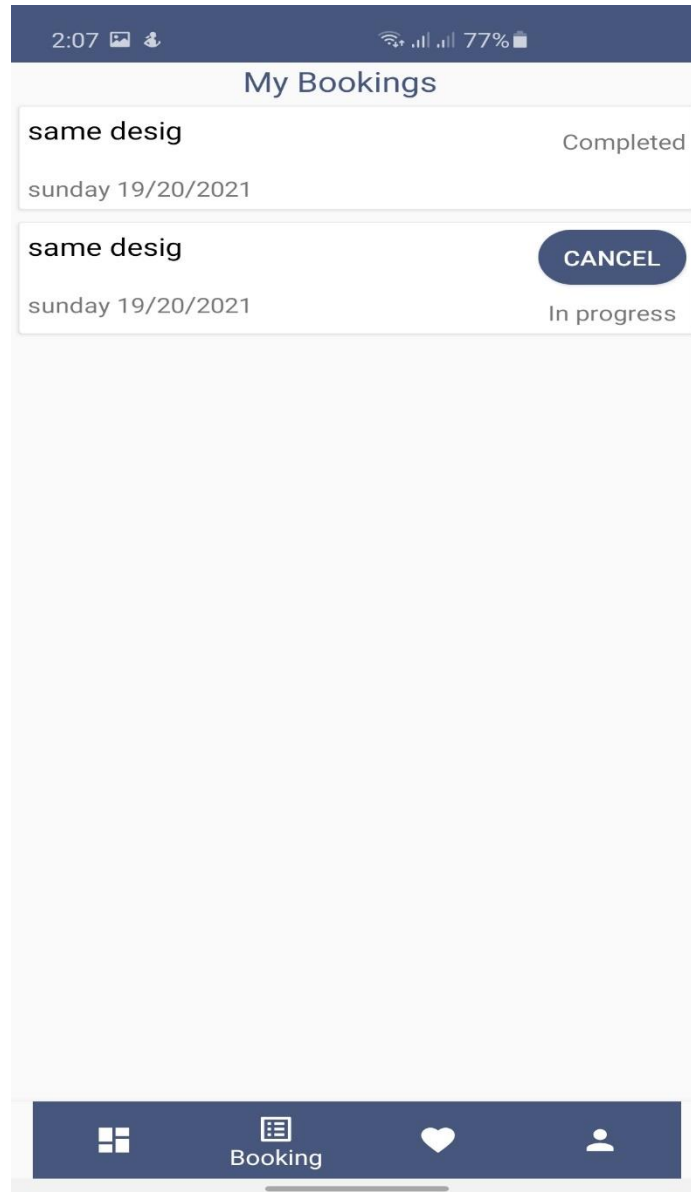 2:07 77%
My Bookings
same desig
Completed
sunday 19/20/2021
same desig
CANCEL
sunday 19/20/2021
In progress
Booking